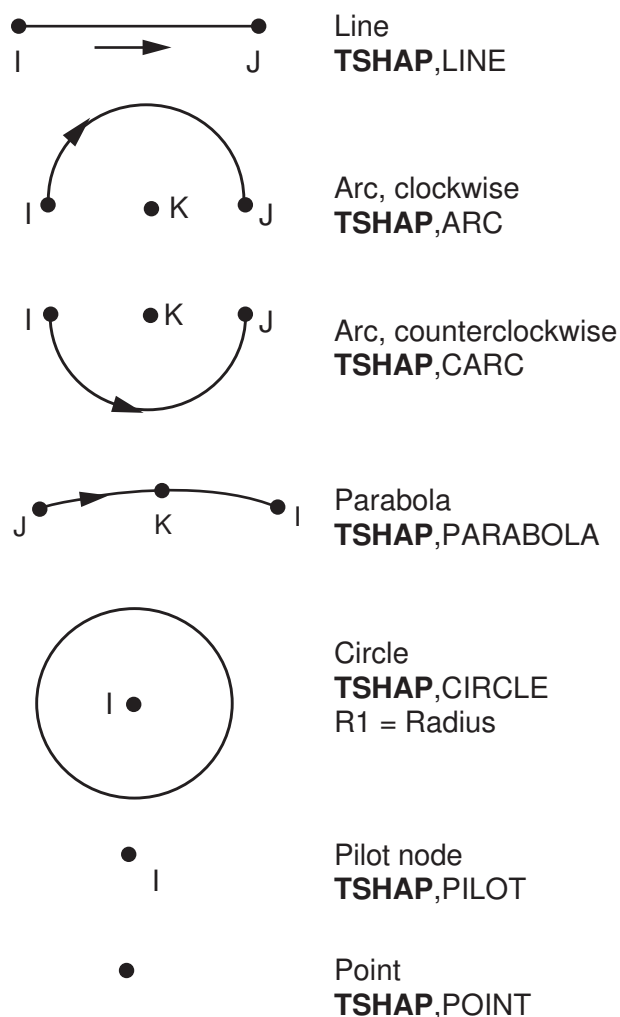 I
J
Line
TSHAP,LINE
I
K
J
Arc, clockwise
TSHAP,ARC
I
K
J
Arc, counterclockwise
TSHAP,CARC
J
K
I
Parabola
TSHAP,PARABOLA
I
Circle
TSHAP,CIRCLE
R1 = Radius
I
Pilot node
TSHAP,PILOT
Point
TSHAP,POINT